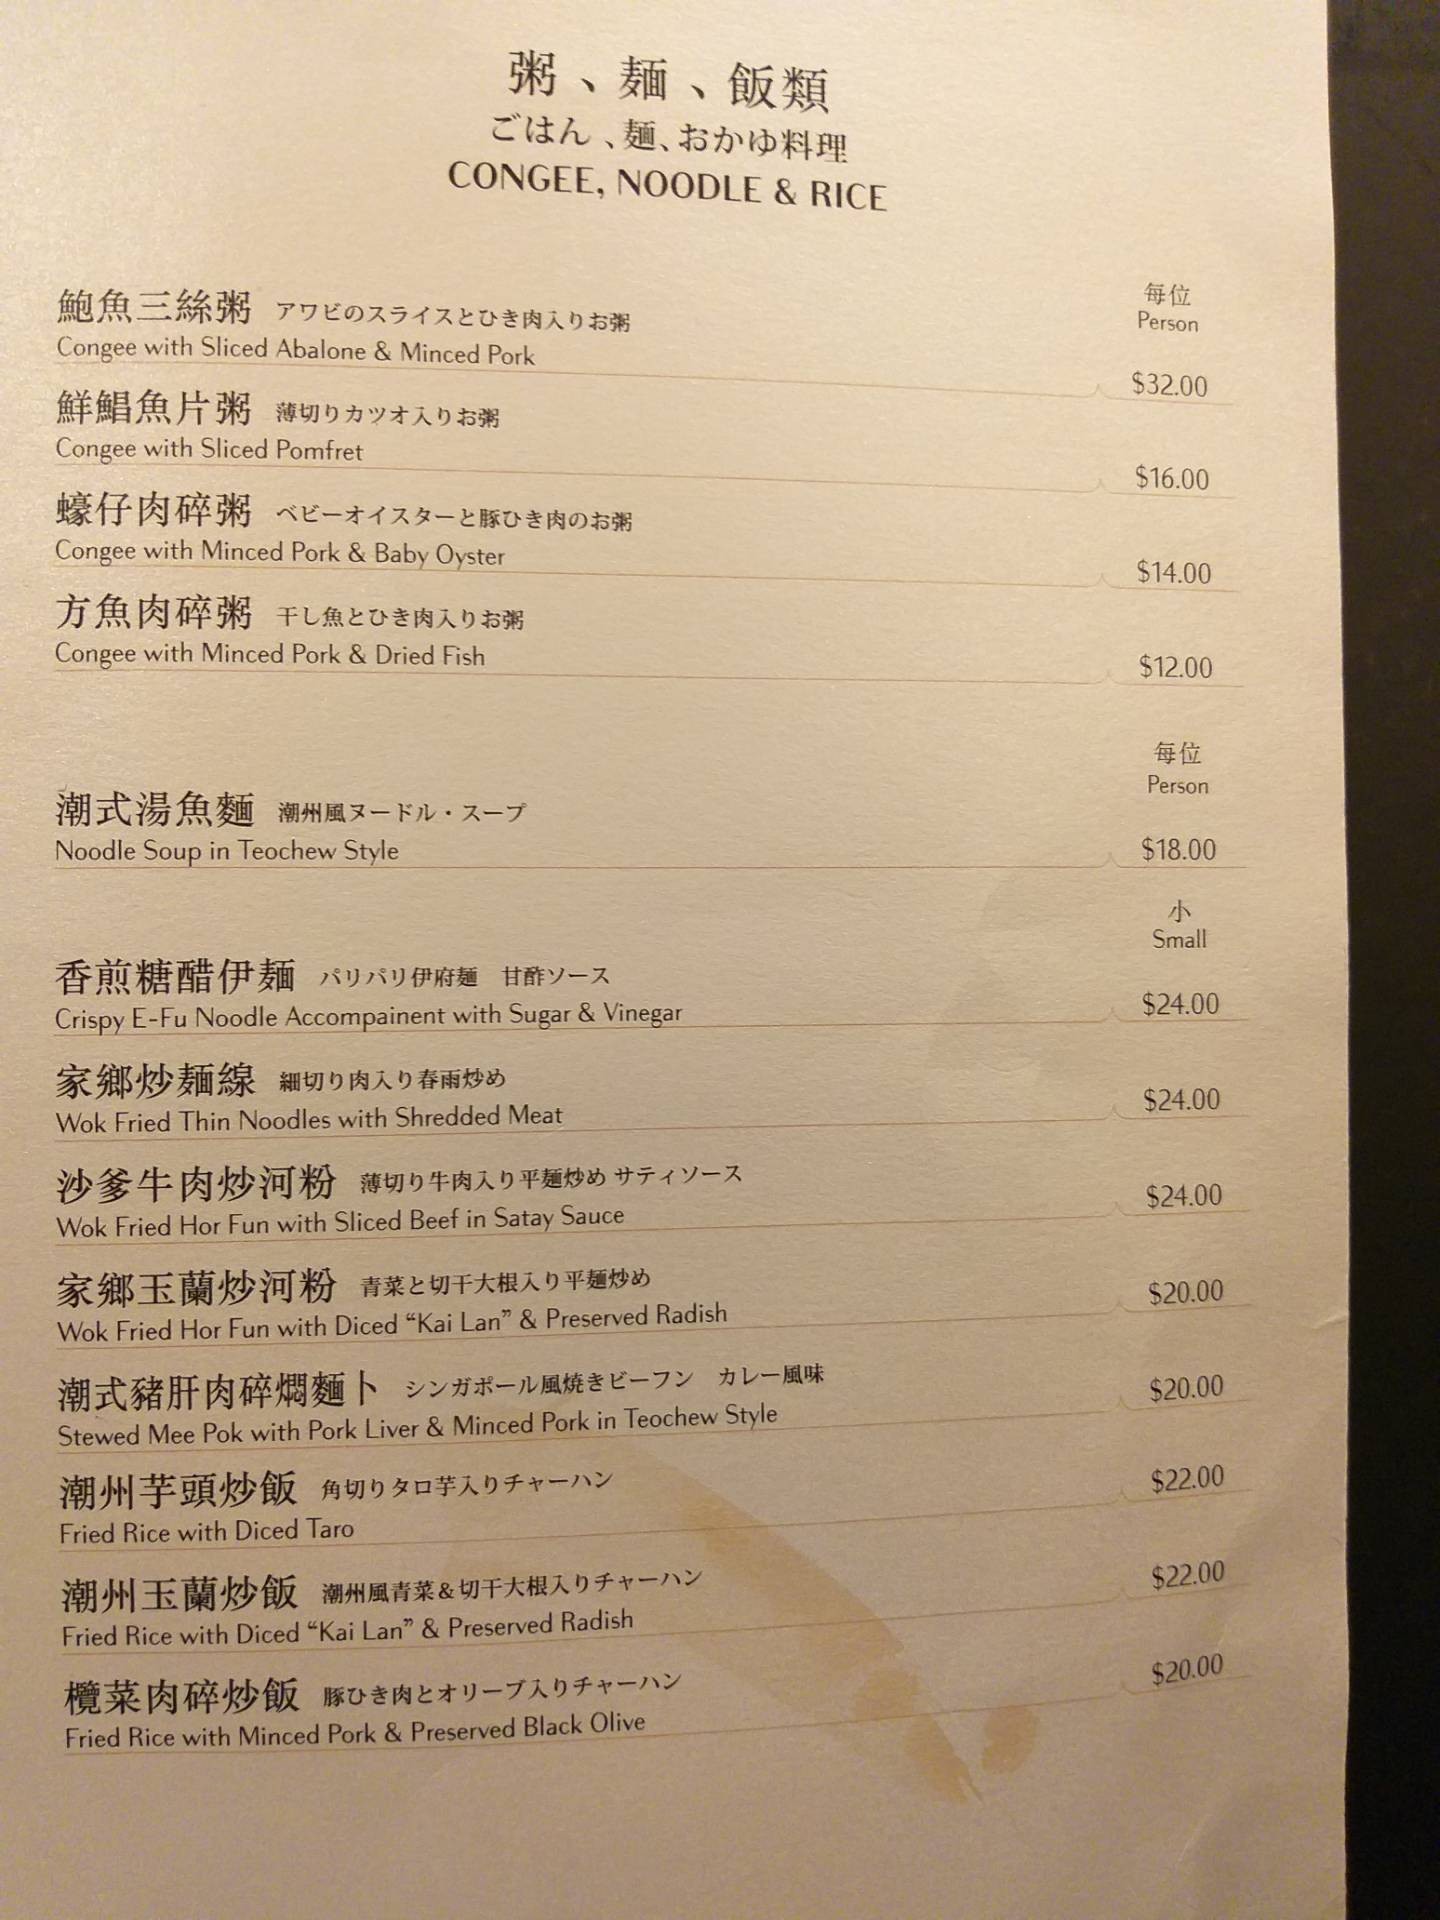 粥、麺、飯類
ごはん、麺、おかゆ料理
CONGEE, NOODLE & RICE
每位
Person
鮑魚三絲粥 アワビのスライスとひき肉入りお粥
Congee with Sliced Abalone & Minced Pork
$32.00
鮮鯧魚片粥 薄切りカツオ入りお粥
Congee with Sliced Pomfret
$16.00
蠔仔肉碎粥 ベビーオイスターと豚ひき肉のお粥
Congee with Minced Pork & Baby Oyster
$14.00
方魚肉碎粥 干し魚とひき肉入りお粥
Congee with Minced Pork & Dried Fish
$12.00
每位
Person
潮式湯魚麵 潮州風ヌードル・スープ
Noodle Soup in Teochew Style
$18.00
小
Small
香煎糖醋伊麺 パリパリ伊府麺 甘酢ソース
Crispy E-Fu Noodle Accompainent with Sugar & Vinegar
$24.00
家鄉炒麺線 細切り肉入り春雨炒め
Wok Fried Thin Noodles with Shredded Meat
$24.00
沙爹牛肉炒河粉 薄切り牛肉入り平麺炒め サティソース
Wok Fried Hor Fun with Sliced Beef in Satay Sauce
$24.00
家鄉玉蘭炒河粉 青菜と切干大根入り平麺炒め
Wok Fried Hor Fun with Diced “Kai Lan” & Preserved Radish
$20.00
潮式豬肝肉碎燜麵卜 シンガポール風焼きビーフン カレー風味
Stewed Mee Pok with Pork Liver & Minced Pork in Teochew Style
$20.00
潮州芋頭炒飯 角切りタロ芋入りチャーハン
Fried Rice with Diced Taro
$22.00
潮州玉蘭炒飯 潮州風青菜&切干大根入りチャーハン
Fried Rice with Diced “Kai Lan” & Preserved Radish
$22.00
欖菜肉碎炒飯 豚ひき肉とオリーブ入りチャーハン
Fried Rice with Minced Pork & Preserved Black Olive
$20.00